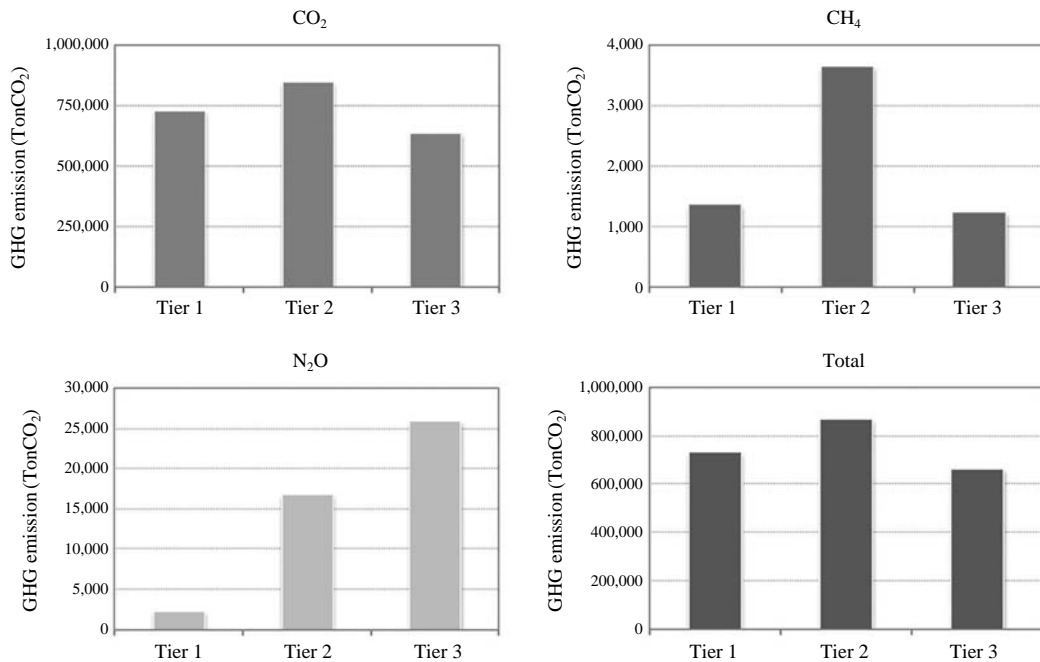 CO₂
GHG emission (TonCO₂)
1,000,000
750,000
500,000
250,000
0
Tier 1 Tier 2 Tier 3
CH₄
GHG emission (TonCO₂)
4,000
3,000
2,000
1,000
0
Tier 1 Tier 2 Tier 3
N₂O
GHG emission (TonCO₂)
30,000
25,000
20,000
15,000
10,000
5,000
0
Tier 1 Tier 2 Tier 3
Total
GHG emission (TonCO₂)
1,000,000
800,000
600,000
400,000
200,000
0
Tier 1 Tier 2 Tier 3